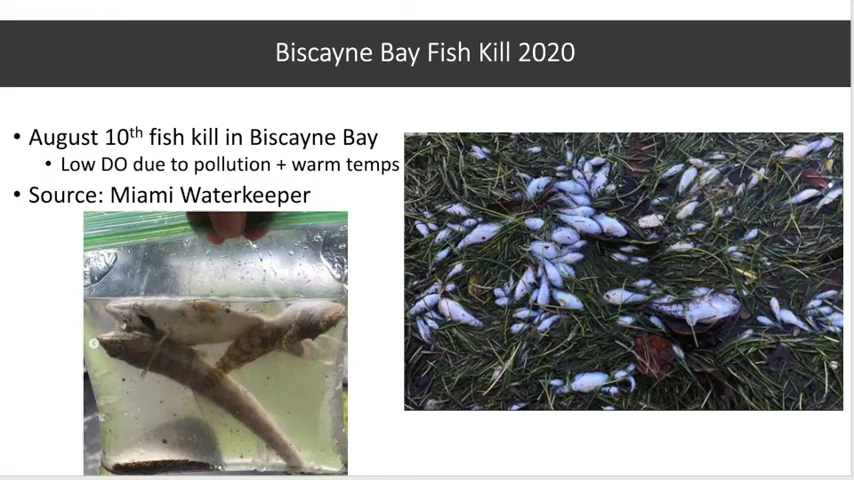 Biscayne Bay Fish Kill 2020
• August 10th fish kill in Biscayne Bay
• Low DO due to pollution + warm temps
• Source: Miami Waterkeeper